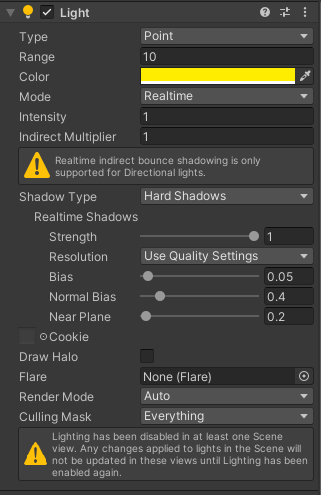 Light
Type Point
Range 10
Color
Mode Realtime
Intensity 1
Indirect Multiplier 1
Realtime indirect bounce shadowing is only
supported for Directional lights.
Shadow Type Hard Shadows
Realtime Shadows
Strength 1
Resolution Use Quality Settings
Bias 0.05
Normal Bias 0.4
Near Plane 0.2
Cookie
Draw Halo
Flare None (Flare)
Render Mode Auto
Culling Mask Everything
Lighting has been disabled in at least one Scene
view. Any changes applied to lights in the Scene will
not be updated in these views until Lighting has been
enabled again.